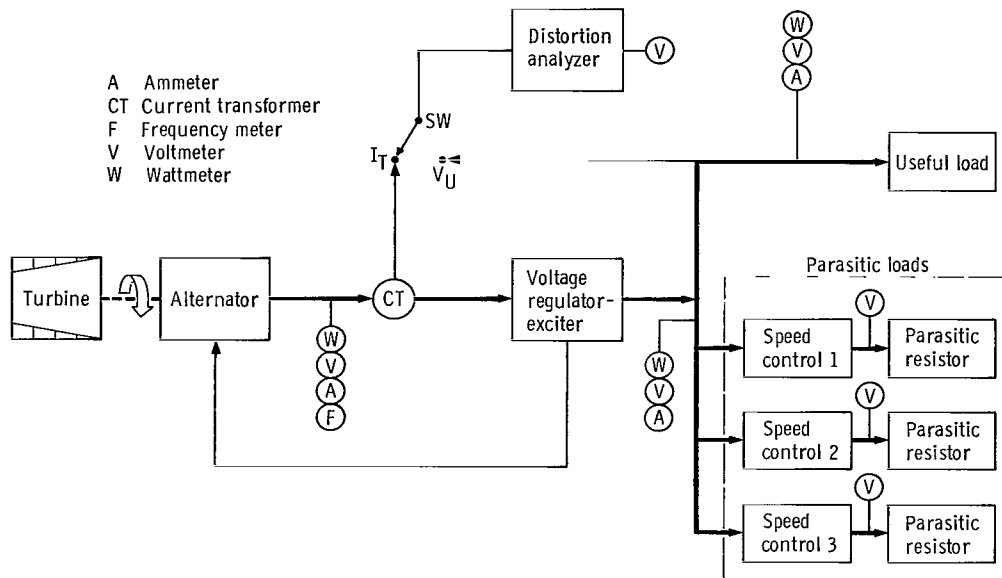 Distortion
analyzer
V
W
V
A
A Ammeter
CT Current transformer
F Frequency meter
V Voltmeter
W Wattmeter
SW
I_T
V_U
Useful load
Parasitic loads
Turbine
Alternator
CT
Voltage
regulator-
exciter
W
V
A
F
W
V
A
V
Speed
control 1
Parasitic
resistor
V
Speed
control 2
Parasitic
resistor
V
Speed
control 3
Parasitic
resistor